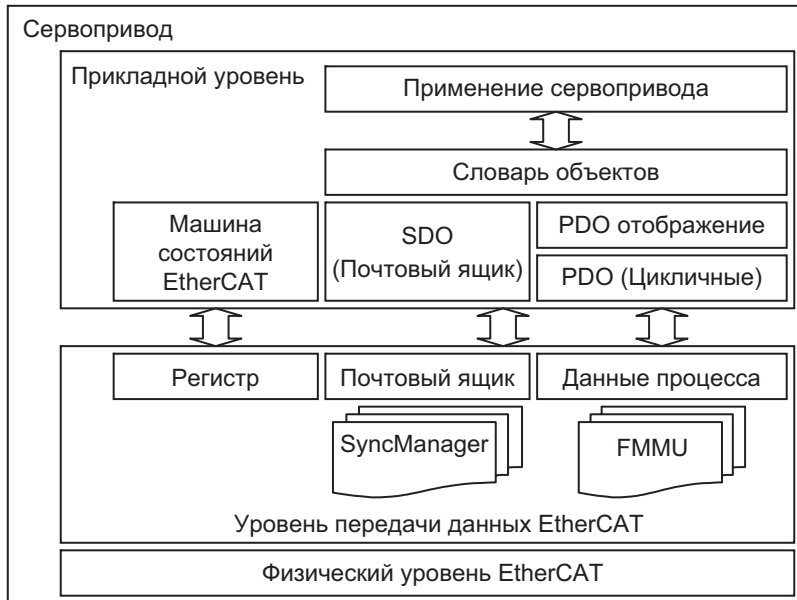 Сервопривод
Прикладной уровень
Применение сервопривода
Словарь объектов
Машина
состояний
EtherCAT
SDO
(Почтовый ящик)
PDO отображение
PDO (Цикличные)
Регистр
Почтовый ящик
Данные процесса
SyncManager
FMMU
Уровень передачи данных EtherCAT
Физический уровень EtherCAT